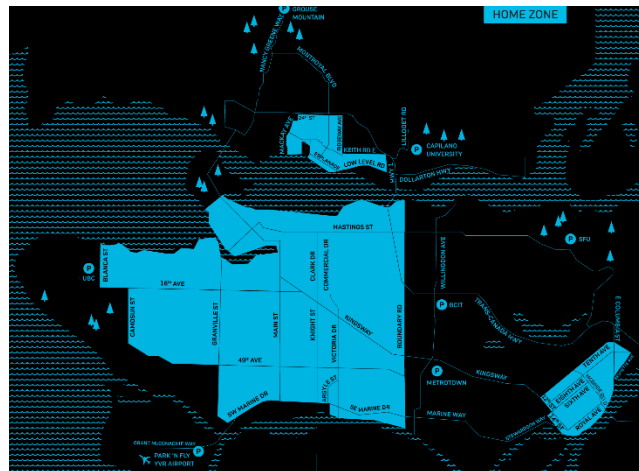 HOME ZONE
P
GROUSE
MOUNTAIN
NANCY GREENE WAY
MONTROYAL BLVD
MACKAY AVE
KEITH RD E
ESPLANADE
LOW LEVEL RD
LILLOOET RD
P
CAPILANO
UNIVERSITY
DOLLARTON HWY
HASTINGS ST
P
SFU
P
UBC
BLANCA ST
16th AVE
CAMOSUN ST
GRANVILLE ST
MAIN ST
CLARK DR
KNIGHT ST
COMMERCIAL DR
VICTORIA DR
KINGSWAY
BOUNDARY RD
WILLINGDON AVE
P
BCIT
TRANS-CANADA HWY
E COLUMBIA ST
49th AVE
ARGYLE ST
SW MARINE DR
SE MARINE DR
P
METROTOWN
KINGSWAY
MARINE WAY
STEWARDSON WAY
TENTH AVE
EIGHTH AVE
SIXTH AVE
ROYAL AVE
GRANT MCCONACHIE WAY
P
PARK 'N FLY
YVR AIRPORT